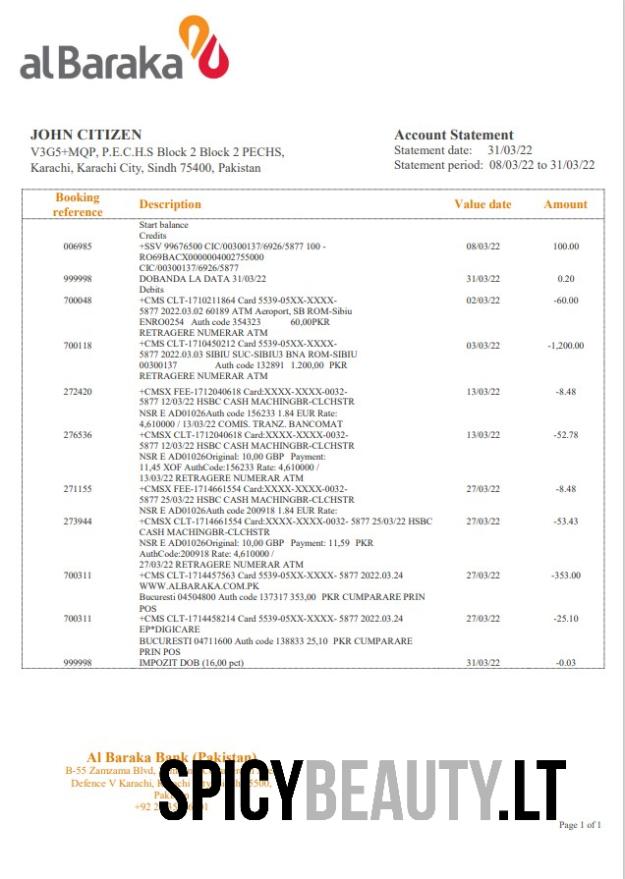 al Baraka
JOHN CITIZEN
V3G5+MQP, P.E.C.H.S Block 2 Block 2 PECHS,
Karachi, Karachi City, Sindh 75400, Pakistan
Account Statement
Statement date: 31/03/22
Statement period: 08/03/22 to 31/03/22
Booking reference Description Value date Amount
Start balance
Credits
006985 +SSV 99676500 CIC/00300137/6926/5877 100 - 08/03/22 100.00
RO69BACX0000004002755000
CIC/00300137/6926/5877
999998 DOBANDA LA DATA 31/03/22 31/03/22 0.20
Debits
700048 +CMS CLT-1710211864 Card 5539-05XX-XXXX- 02/03/22 -60.00
5877 2022.03.02 60189 ATM Aeroport, SB ROM-Sibiu
ENRO0254 Auth code 354323 60,00PKR
RETRAGERE NUMERAR ATM
700118 +CMS CLT-1710450212 Card 5539-05XX-XXXX- 03/03/22 -1,200.00
5877 2022.03.03 SIBIU SUC-SIBIU3 BNA ROM-SIBIU
00300137 Auth code 132891 1.200,00 PKR
RETRAGERE NUMERAR ATM
272420 +CMSX FEE-1712040618 Card:XXXX-XXXX-0032- 13/03/22 -8.48
5877 12/03/22 HSBC CASH MACHINGBR-CLCHSTR
NSR E AD01026Auth code 156233 1.84 EUR Rate:
4,610000 / 13/03/22 COMIS. TRANZ. BANCOMAT
276536 +CMSX CLT-1712040618 Card:XXXX-XXXX-0032- 13/03/22 -52.78
5877 12/03/22 HSBC CASH MACHINGBR-CLCHSTR
NSR E AD01026Original: 10,00 GBP Payment:
11,45 XOF AuthCode:156233 Rate: 4,610000 /
13/03/22 RETRAGERE NUMERAR ATM
271155 +CMSX FEE-1714661554 Card:XXXX-XXXX-0032- 27/03/22 -8.48
5877 25/03/22 HSBC CASH MACHINGBR-CLCHSTR
NSR E AD01026Auth code 200918 1.84 EUR Rate:
273944 +CMSX CLT-1714661554 Card:XXXX-XXXX-0032- 5877 25/03/22 HSBC 27/03/22 -53.43
CASH MACHINGBR-CLCHSTR
NSR E AD01026Original: 10,00 GBP Payment: 11,59 PKR
AuthCode:200918 Rate: 4,610000 /
27/03/22 RETRAGERE NUMERAR ATM
700311 +CMS CLT-1714457563 Card 5539-05XX-XXXX- 5877 2022.03.24 27/03/22 -353.00
WWW.ALBARAKA.COM.PK
Bucuresti 04504800 Auth code 137317 353,00 PKR CUMPARARE PRIN
POS
700311 +CMS CLT-1714458214 Card 5539-05XX-XXXX- 5877 2022.03.24 27/03/22 -25.10
EP*DIGICARE
BUCURESTI 04711600 Auth code 138833 25,10 PKR CUMPARARE
PRIN POS
999998 IMPOZIT DOB (16,00 pct) 31/03/22 -0.03
Al Baraka Bank (Pakistan)
B-55 Zamzama Blvd,
Defence V Karachi,
SPICYBEAUTY.LT
Page 1 of 1